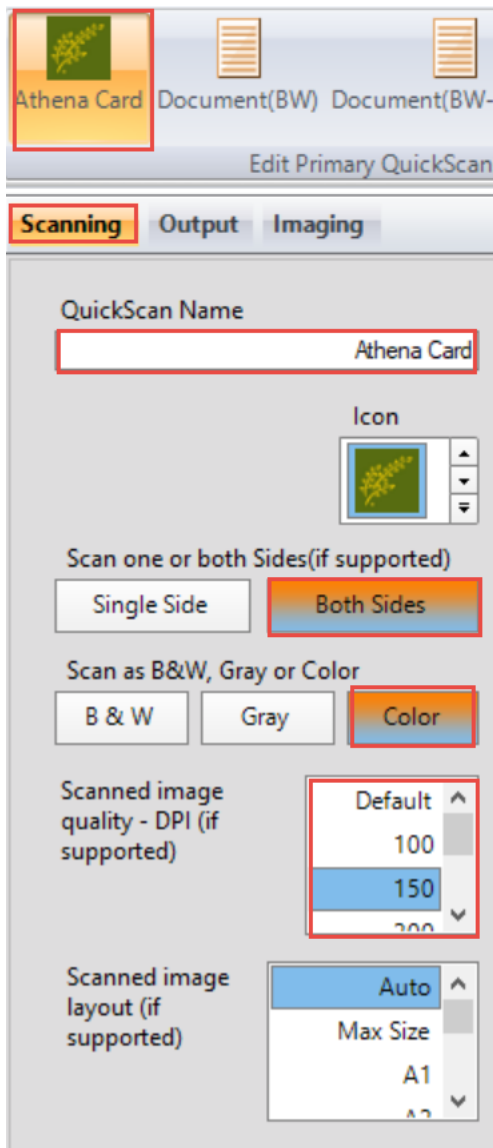 Athena Card Document(BW) Document(BW-
Edit Primary QuickScan
Scanning Output Imaging
QuickScan Name
Athena Card
Icon
Scan one or both Sides(if supported)
Single Side Both Sides
Scan as B&W, Gray or Color
B & W Gray Color
Scanned image
quality - DPI (if
supported)
Default
100
150
200
Scanned image
layout (if
supported)
Auto
Max Size
A1
A2